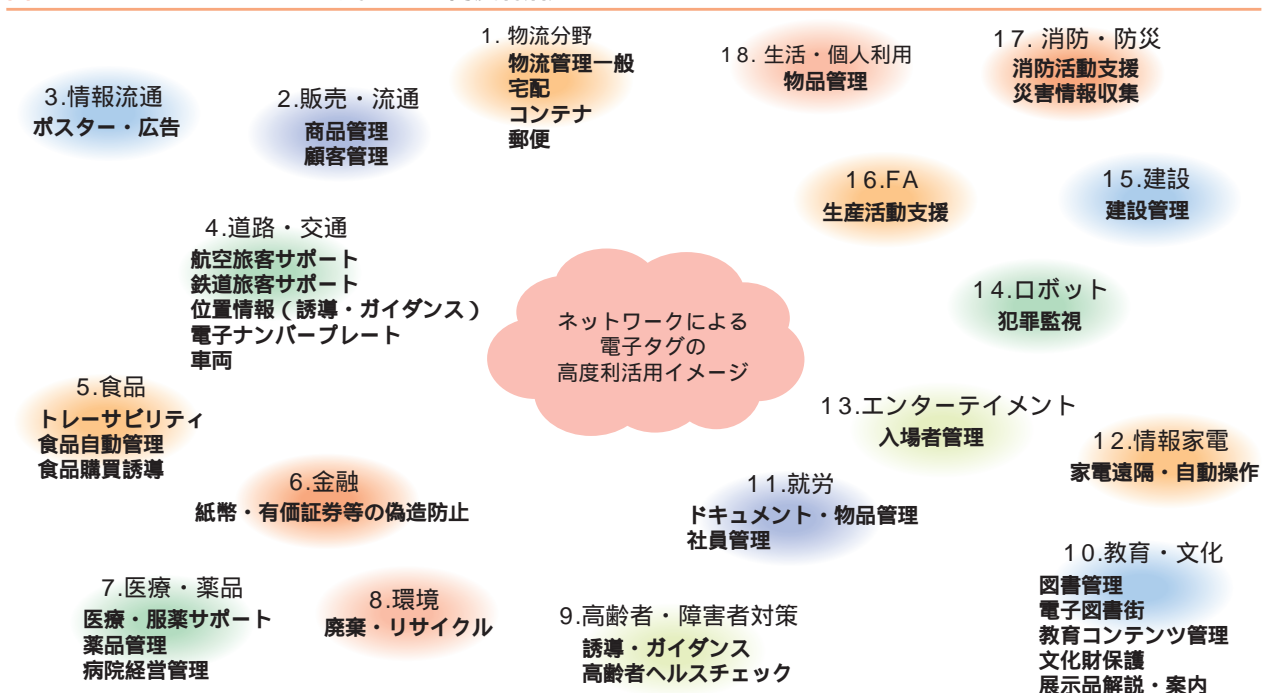 1. 物流分野
物流管理一般
宅配
コンテナ
郵便
2.販売・流通
商品管理
顧客管理
3.情報流通
ポスター・広告
4.道路・交通
航空旅客サポート
鉄道旅客サポート
位置情報(誘導・ガイダンス)
電子ナンバープレート
車両
5.食品
トレーサビリティ
食品自動管理
食品購買誘導
6.金融
紙幣・有価証券等の偽造防止
7.医療・薬品
医療・服薬サポート
薬品管理
病院経営管理
8.環境
廃棄・リサイクル
9.高齢者・障害者対策
誘導・ガイダンス
高齢者ヘルスチェック
10.教育・文化
図書管理
電子図書街
教育コンテンツ管理
文化財保護
展示品解説・案内
11.就労
ドキュメント・物品管理
社員管理
12.情報家電
家電遠隔・自動操作
13.エンターテイメント
入場者管理
14.ロボット
犯罪監視
15.建設
建設管理
16.FA
生産活動支援
17. 消防・防災
消防活動支援
災害情報収集
18. 生活・個人利用
物品管理
ネットワークによる
電子タグの
高度利活用イメージ